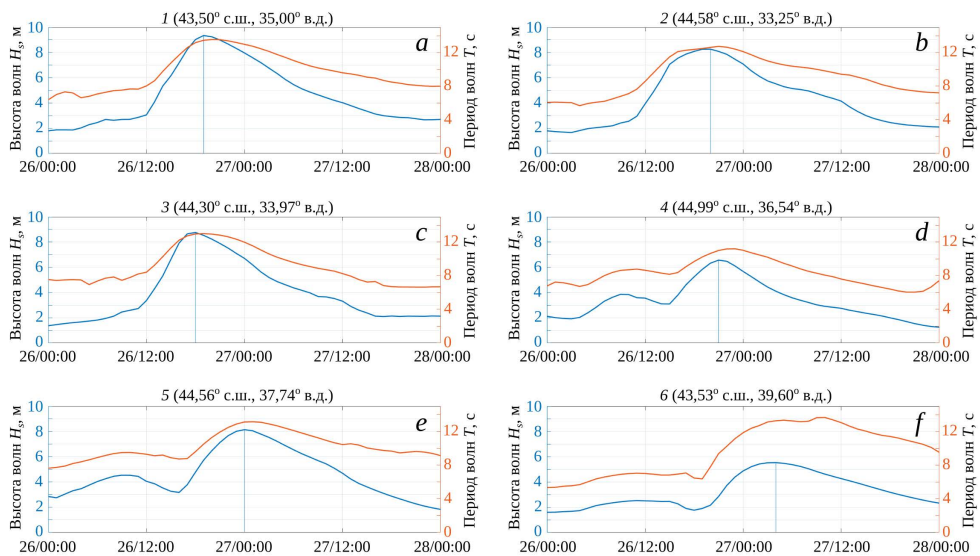 1 (43,50° с.ш., 35,00° в.д.)
a
Высота волн Hs, м
10
8
6
4
2
0
12
8
4
0
Период волн T, с
26/00:00 26/12:00 27/00:00 27/12:00 28/00:00
2 (44,58° с.ш., 33,25° в.д.)
b
Высота волн Hs, м
10
8
6
4
2
0
12
8
4
0
Период волн T, с
26/00:00 26/12:00 27/00:00 27/12:00 28/00:00
3 (44,30° с.ш., 33,97° в.д.)
c
Высота волн Hs, м
10
8
6
4
2
0
12
8
4
0
Период волн T, с
26/00:00 26/12:00 27/00:00 27/12:00 28/00:00
4 (44,99° с.ш., 36,54° в.д.)
d
Высота волн Hs, м
10
8
6
4
2
0
12
8
4
0
Период волн T, с
26/00:00 26/12:00 27/00:00 27/12:00 28/00:00
5 (44,56° с.ш., 37,74° в.д.)
e
Высота волн Hs, м
10
8
6
4
2
0
12
8
4
0
Период волн T, с
26/00:00 26/12:00 27/00:00 27/12:00 28/00:00
6 (43,53° с.ш., 39,60° в.д.)
f
Высота волн Hs, м
10
8
6
4
2
0
12
8
4
0
Период волн T, с
26/00:00 26/12:00 27/00:00 27/12:00 28/00:00